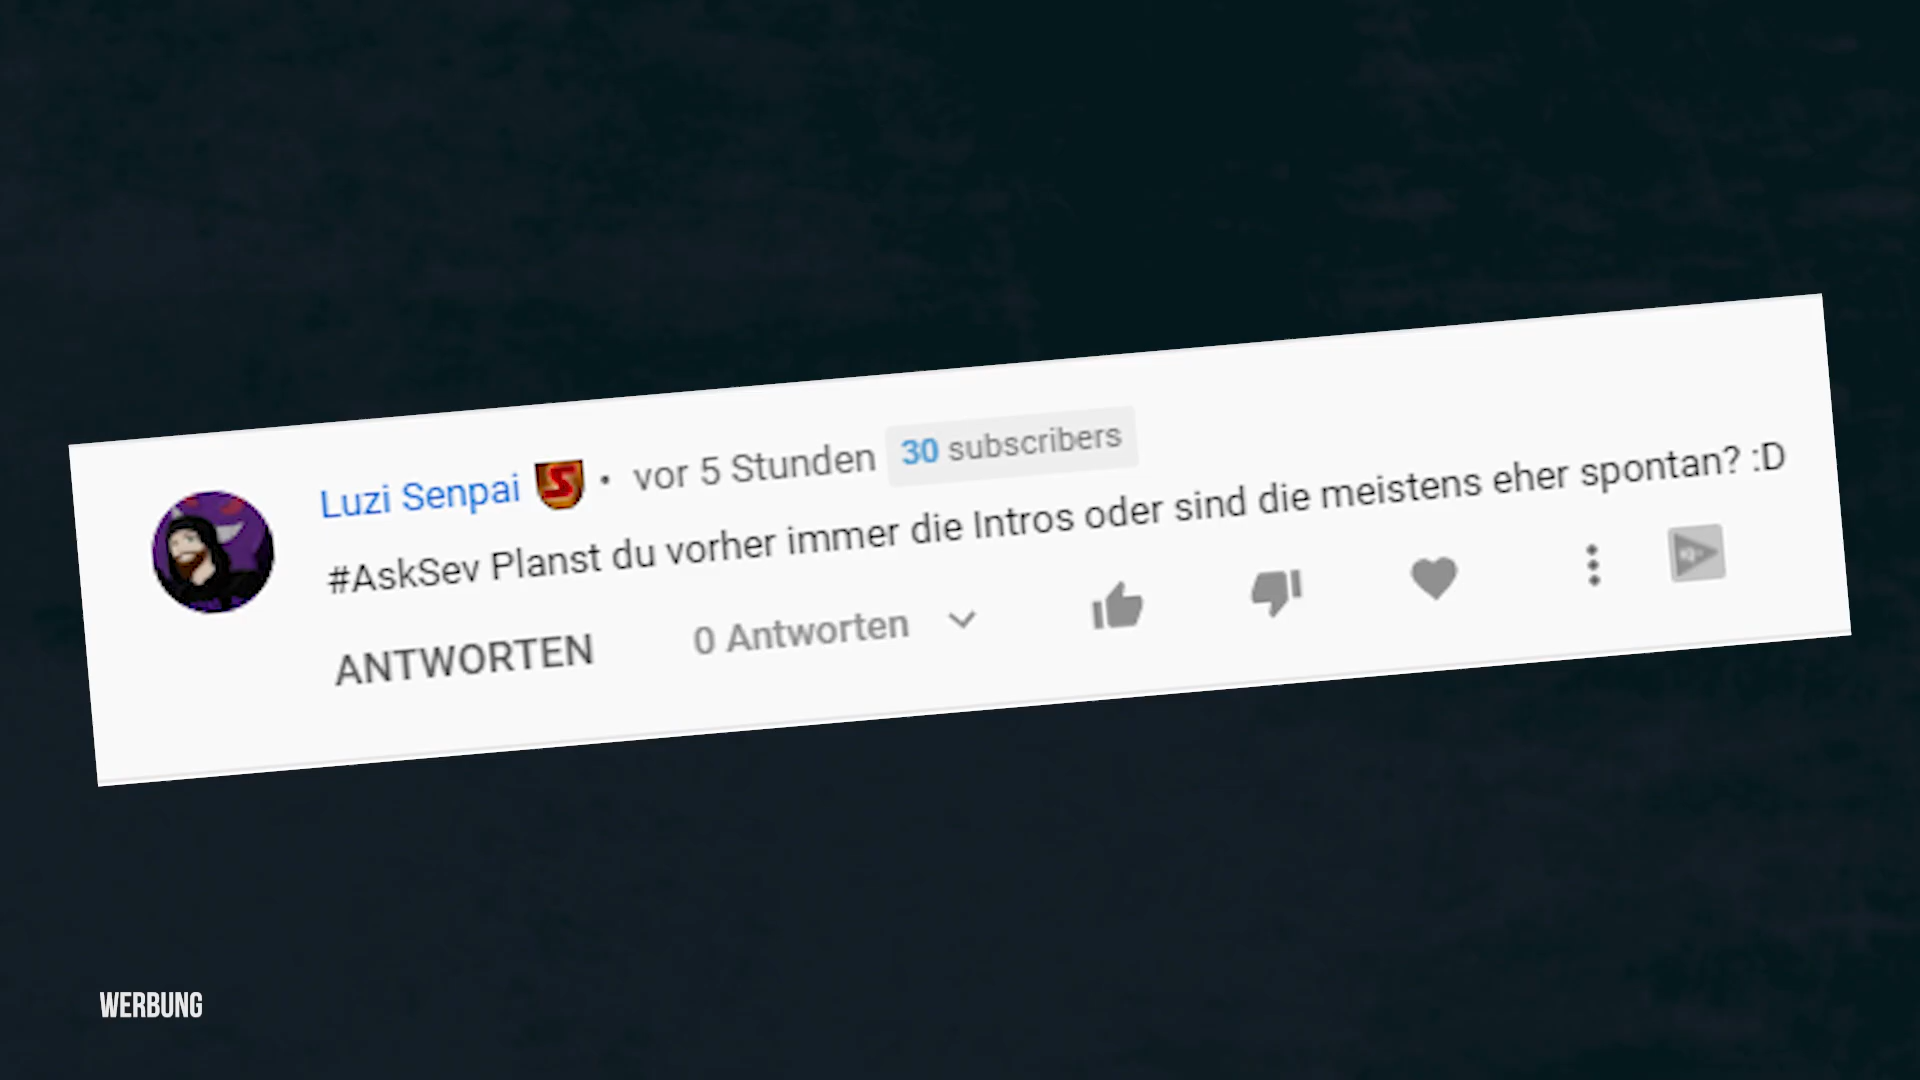 Luzi Senpai • vor 5 Stunden 30 subscribers
#AskSev Planst du vorher immer die Intros oder sind die meistens eher spontan? :D
ANTWORTEN 0 Antworten
WERBUNG